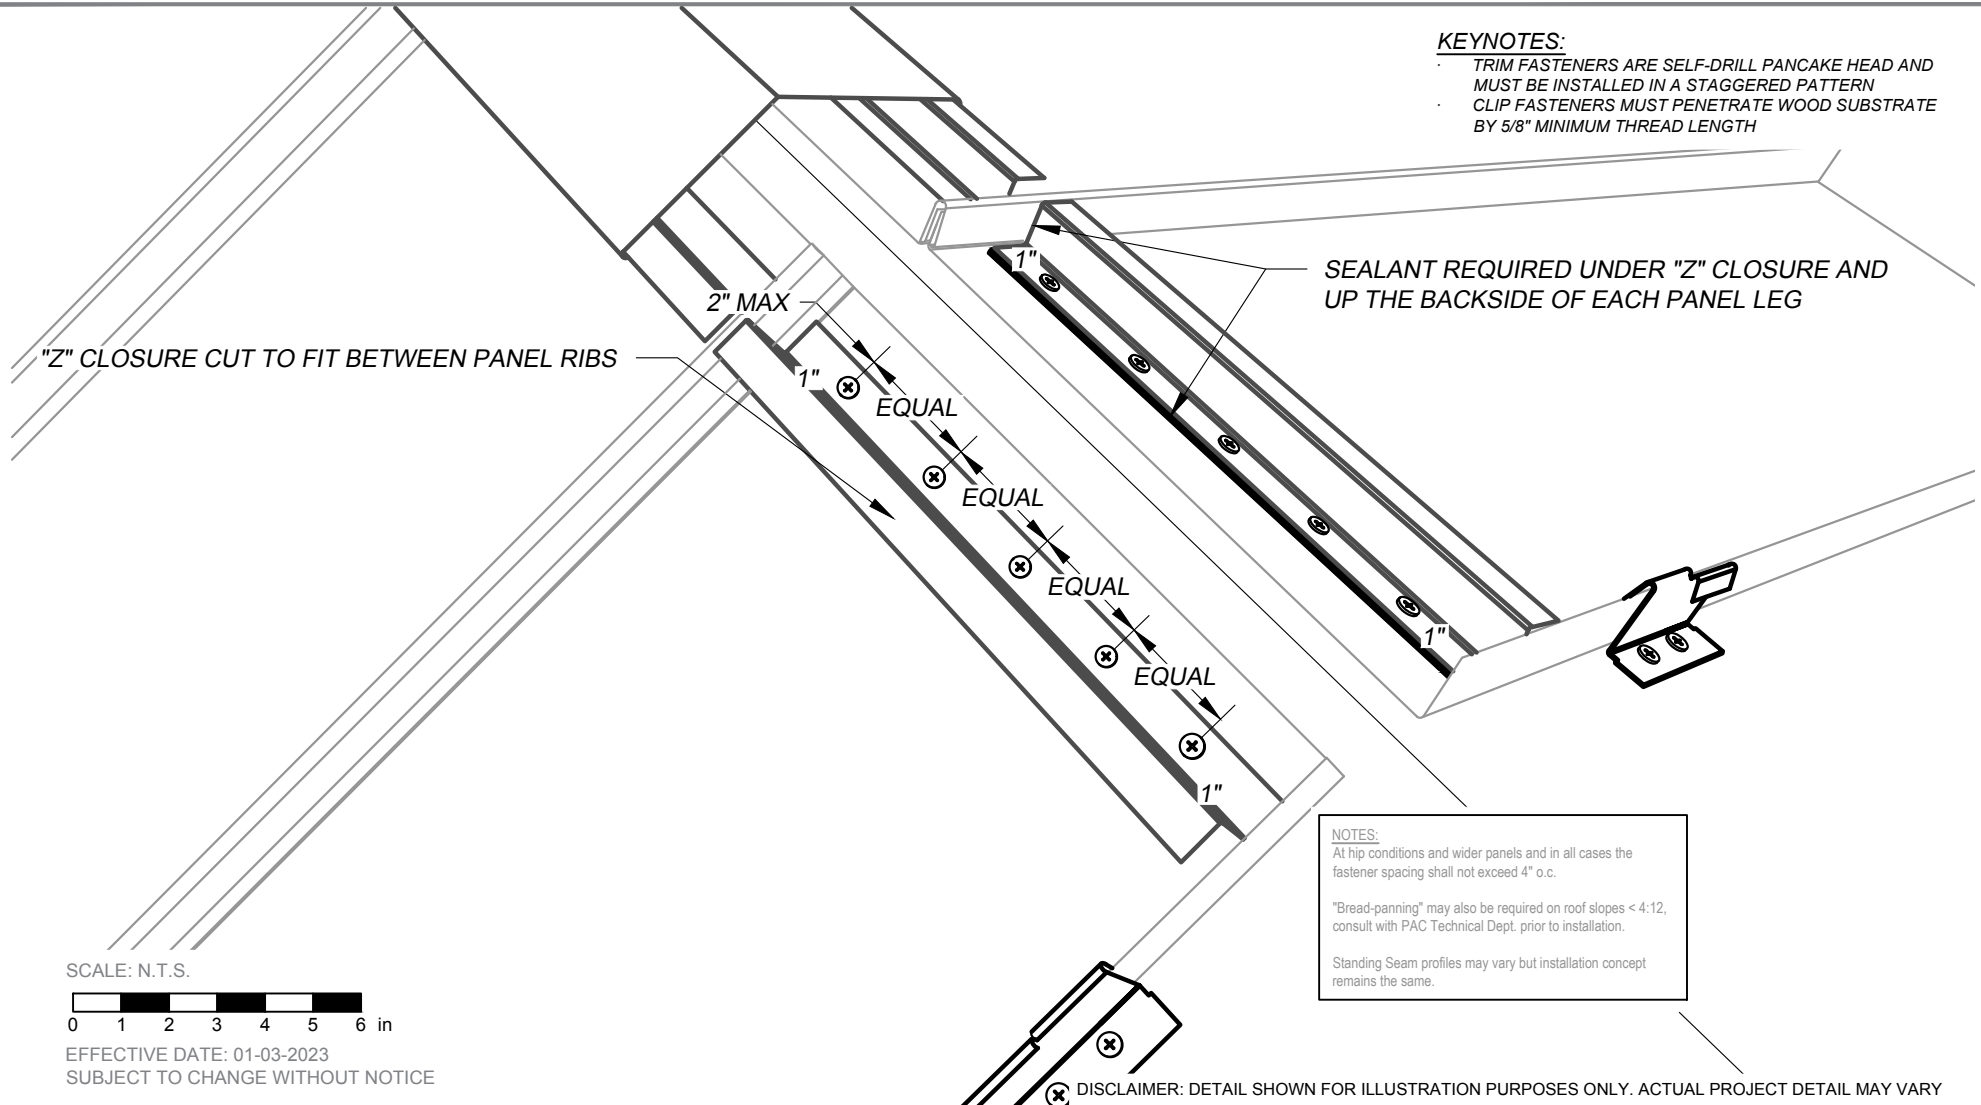 KEYNOTES:
· TRIM FASTENERS ARE SELF-DRILL PANCAKE HEAD AND
MUST BE INSTALLED IN A STAGGERED PATTERN
· CLIP FASTENERS MUST PENETRATE WOOD SUBSTRATE
BY 5/8" MINIMUM THREAD LENGTH
1"
SEALANT REQUIRED UNDER "Z" CLOSURE AND
UP THE BACKSIDE OF EACH PANEL LEG
2" MAX
"Z" CLOSURE CUT TO FIT BETWEEN PANEL RIBS
1"
EQUAL
EQUAL
EQUAL
EQUAL
1"
1"
NOTES:
At hip conditions and wider panels and in all cases the
fastener spacing shall not exceed 4" o.c.
"Bread-panning" may also be required on roof slopes < 4:12,
consult with PAC Technical Dept. prior to installation.
Standing Seam profiles may vary but installation concept
remains the same.
SCALE: N.T.S.
0 1 2 3 4 5 6 in
EFFECTIVE DATE: 01-03-2023
SUBJECT TO CHANGE WITHOUT NOTICE
DISCLAIMER: DETAIL SHOWN FOR ILLUSTRATION PURPOSES ONLY. ACTUAL PROJECT DETAIL MAY VARY